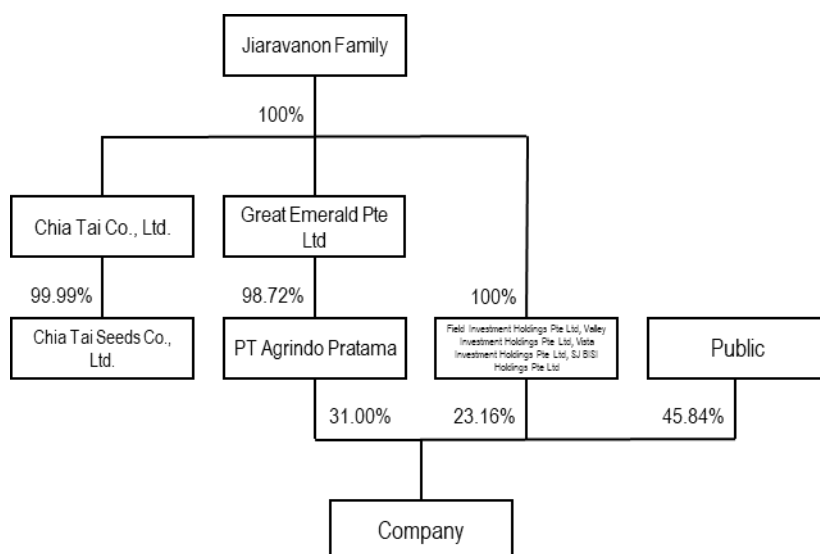 Jiaravanon Family
100%
Chia Tai Co., Ltd.
Great Emerald Pte
Ltd
99.99%
98.72%
100%
Chia Tai Seeds Co.,
Ltd.
PT Agrindo Pratama
Field Investment Holdings Pte Ltd, Valley
Investment Holdings Pte Ltd, Vista
Investment Holdings Pte Ltd, SJ BISI
Holdings Pte Ltd
Public
31.00%
23.16%
45.84%
Company